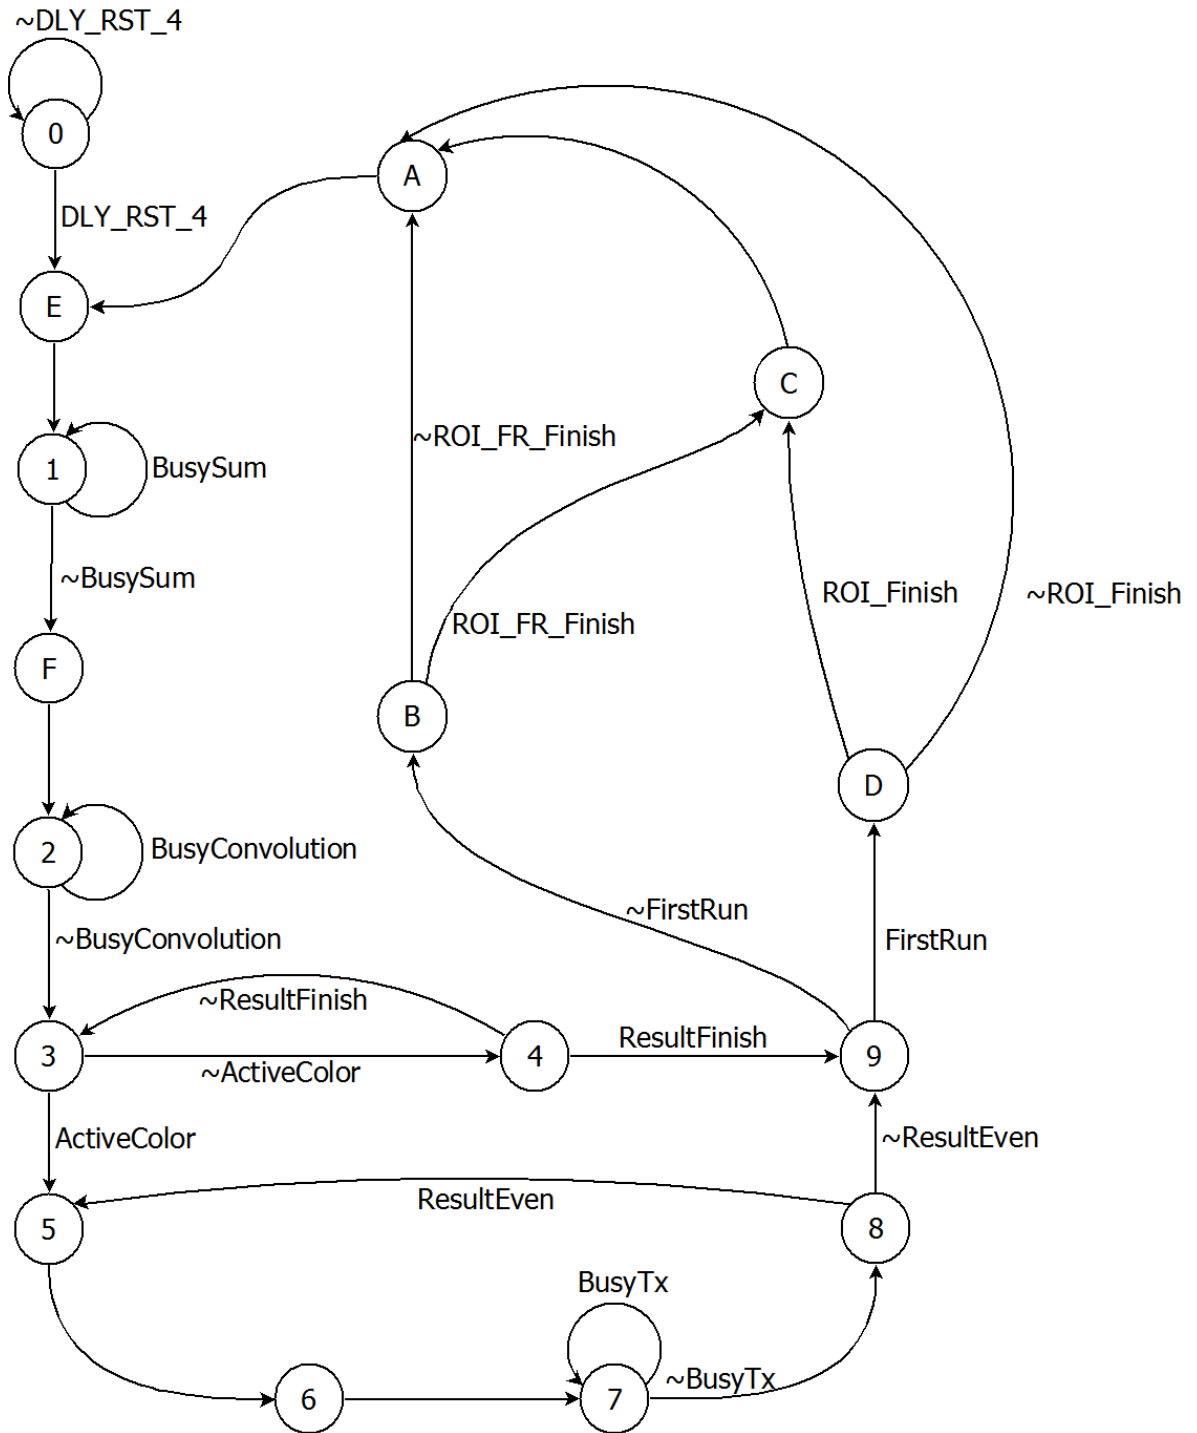 ~DLY_RST_4
0
DLY_RST_4
A
E
C
~ROI_FR_Finish
1
BusySum
~BusySum
ROI_Finish
~ROI_Finish
ROI_FR_Finish
F
B
D
2
BusyConvolution
~FirstRun
~BusyConvolution
FirstRun
~ResultFinish
ResultFinish
3
4
9
~ActiveColor
ActiveColor
~ResultEven
ResultEven
5
8
BusyTx
~BusyTx
6
7